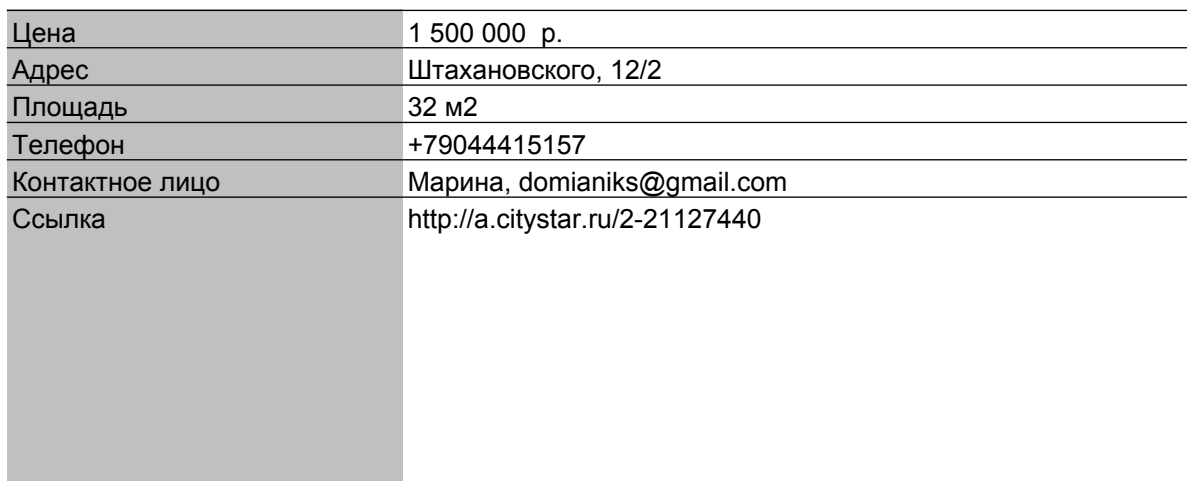 Цена 1 500 000 р.
Адрес Штахановского, 12/2
Площадь 32 м2
Телефон +79044415157
Контактное лицо Марина, domianiks@gmail.com
Ссылка http://a.citystar.ru/2-21127440